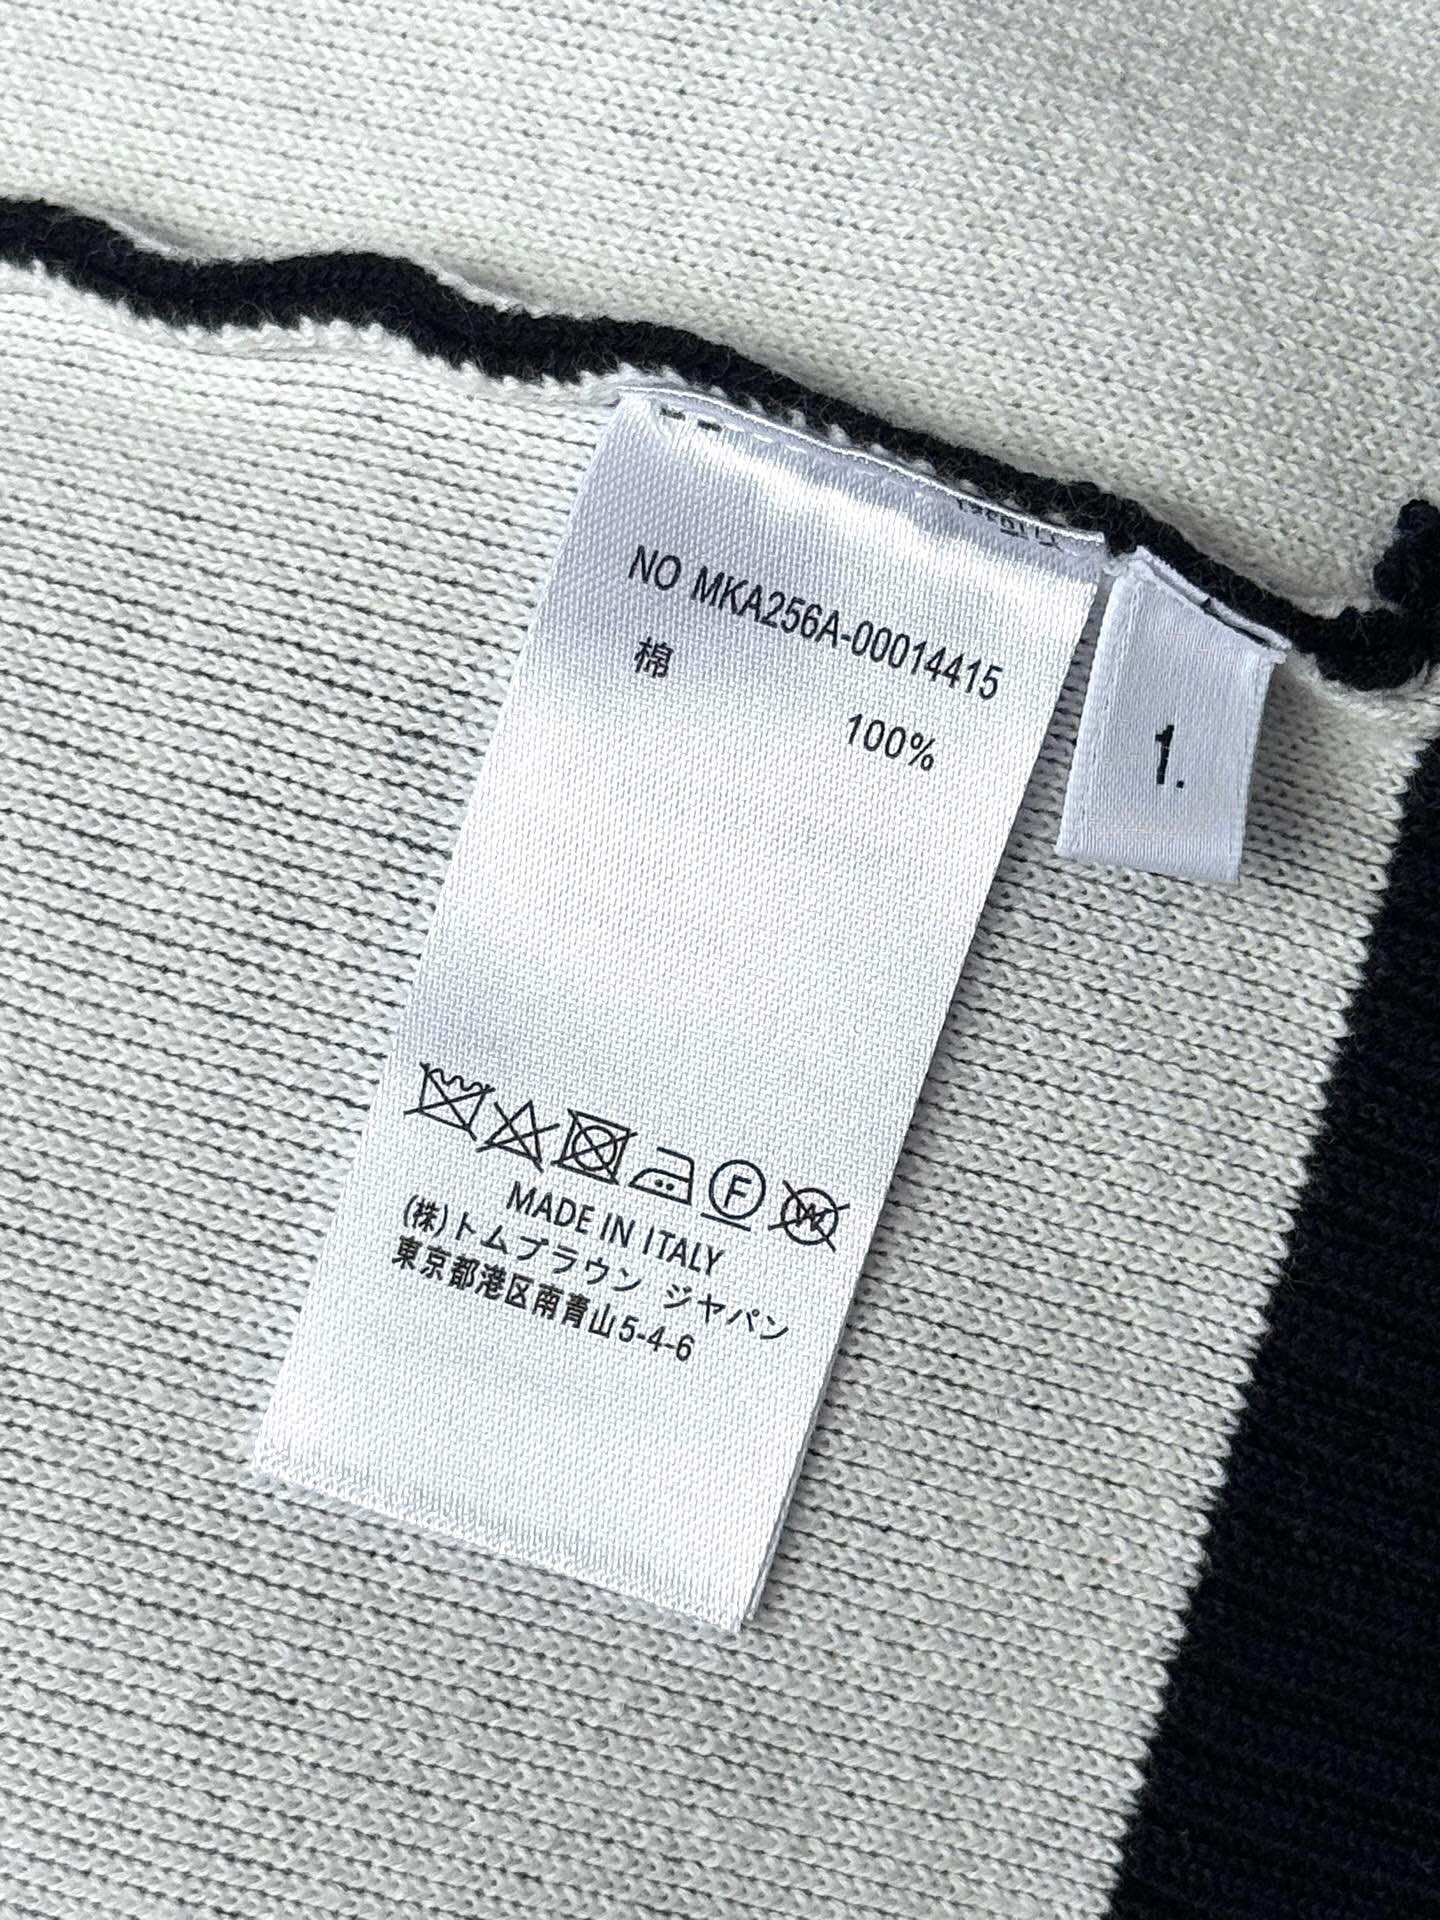 NO MKA256A-00014415
棉
100%
1.
F
W
MADE IN ITALY
(株)トムブラウン ジャパン
東京都港区南青山5-4-6